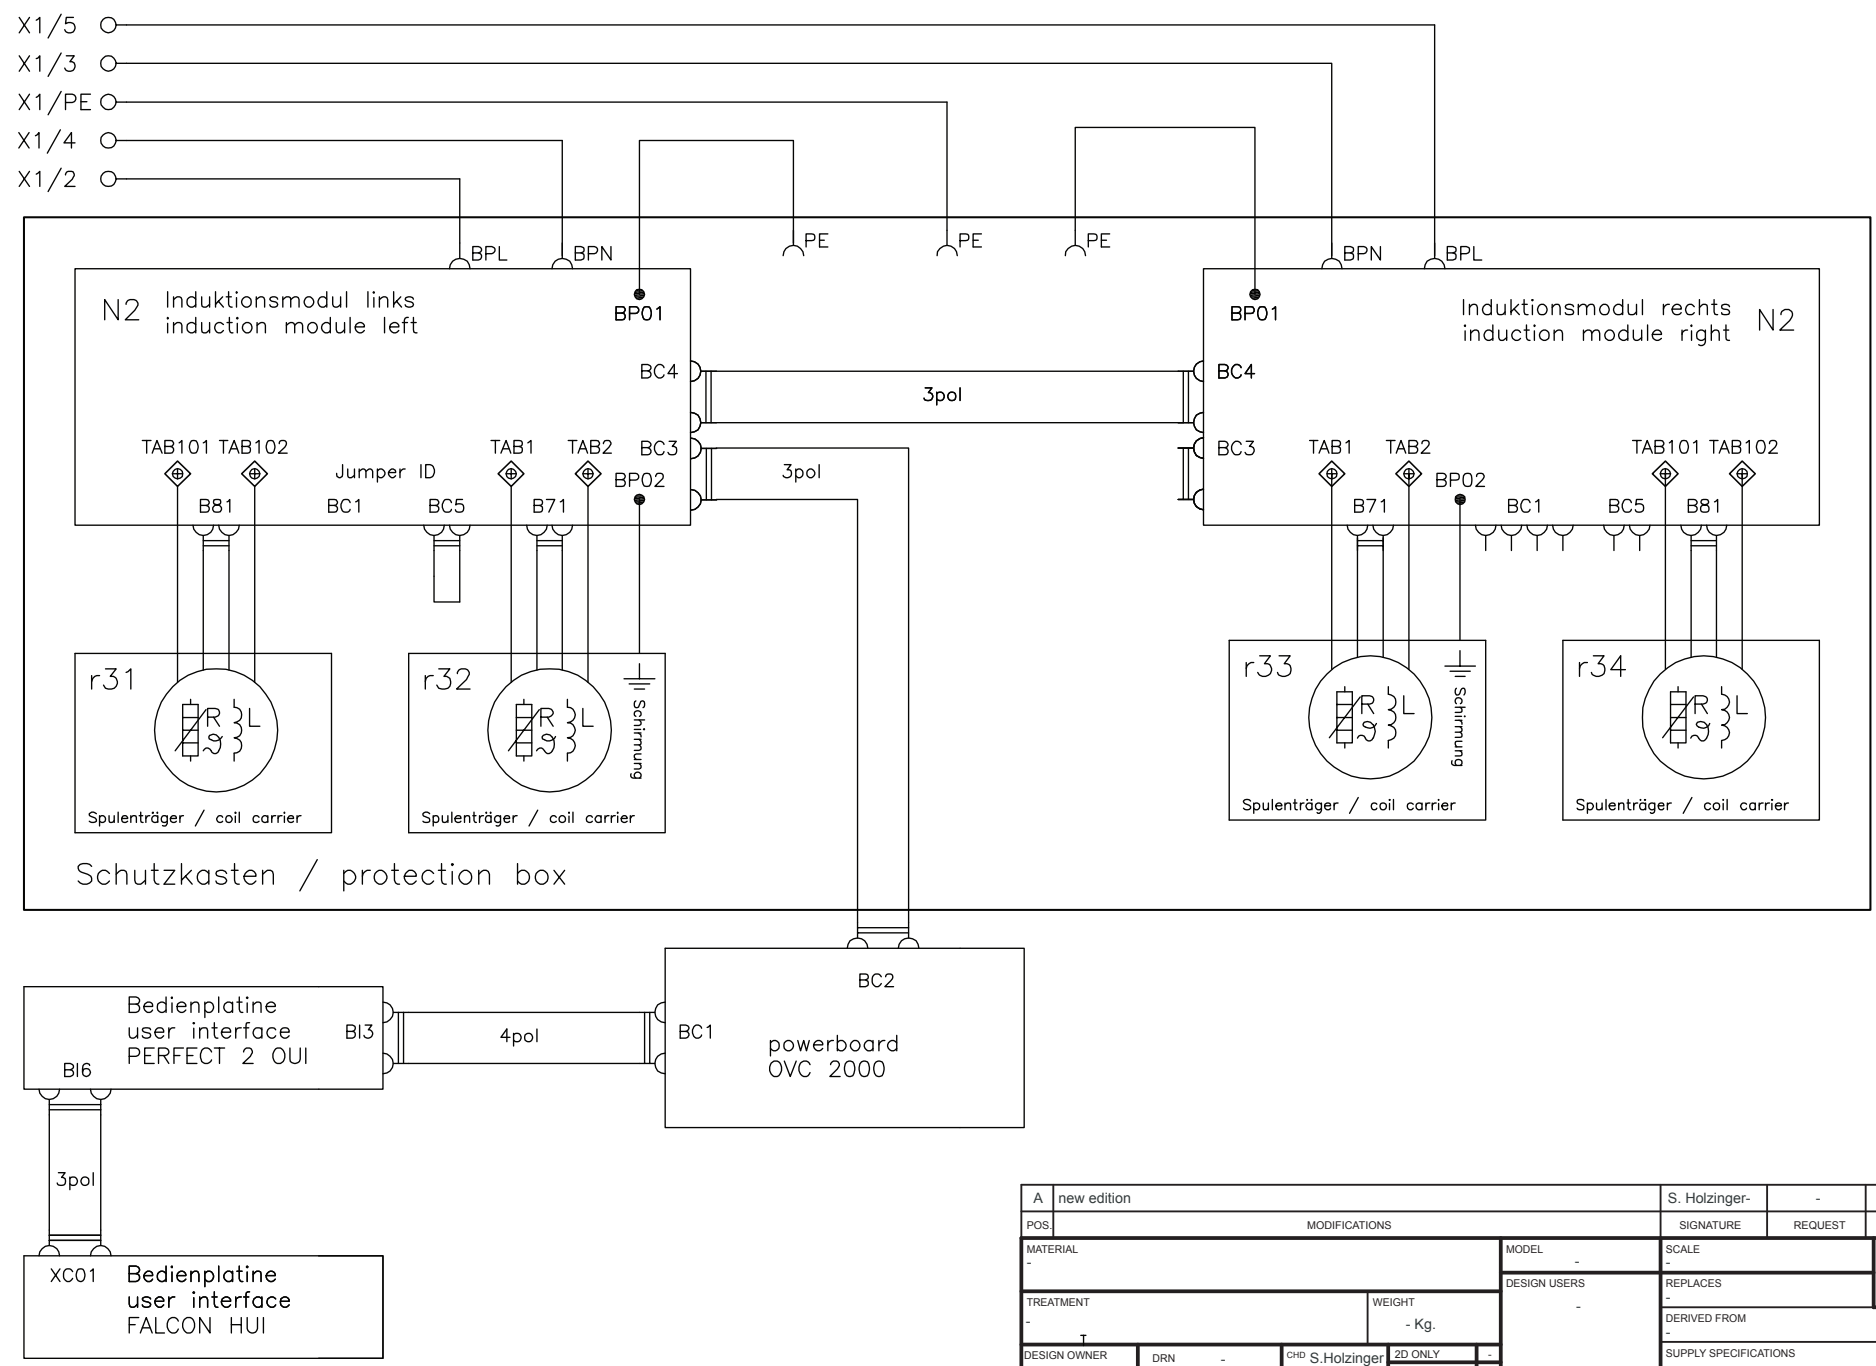 X1/5
X1/3
X1/PE
X1/4
X1/2
BPL
BPN
PE
PE
PE
BPN
BPL
N2
Induktionsmodul links
induction module left
BP01
BP01
Induktionsmodul rechts
induction module right
N2
BC4
3pol
BC4
TAB101
TAB102
TAB1
TAB2
BC3
BC3
TAB1
TAB2
TAB101
TAB102
Jumper ID
3pol
BP02
BP02
B81
BC1
BC5
B71
B71
BC1
BC5
B81
r31
R
L
ϑ
Spulenträger / coil carrier
r32
R
L
ϑ
Schirmung
Spulenträger / coil carrier
r33
R
L
ϑ
Schirmung
Spulenträger / coil carrier
r34
R
L
ϑ
Spulenträger / coil carrier
Schutzkasten / protection box
BC2
Bedienplatine
user interface
PERFECT 2 OUI
BI3
BI6
4pol
BC1
powerboard
OVC 2000
3pol
XC01
Bedienplatine
user interface
FALCON HUI
A
new edition
S. Holzinger-
-
POS.
MODIFICATIONS
SIGNATURE
REQUEST
MATERIAL
-
MODEL
-
SCALE
-
DESIGN USERS
-
REPLACES
-
TREATMENT
-
WEIGHT
- Kg.
DERIVED FROM
-
DESIGN OWNER
DRN -
CHD S.Holzinger
2D ONLY -
SUPPLY SPECIFICATIONS